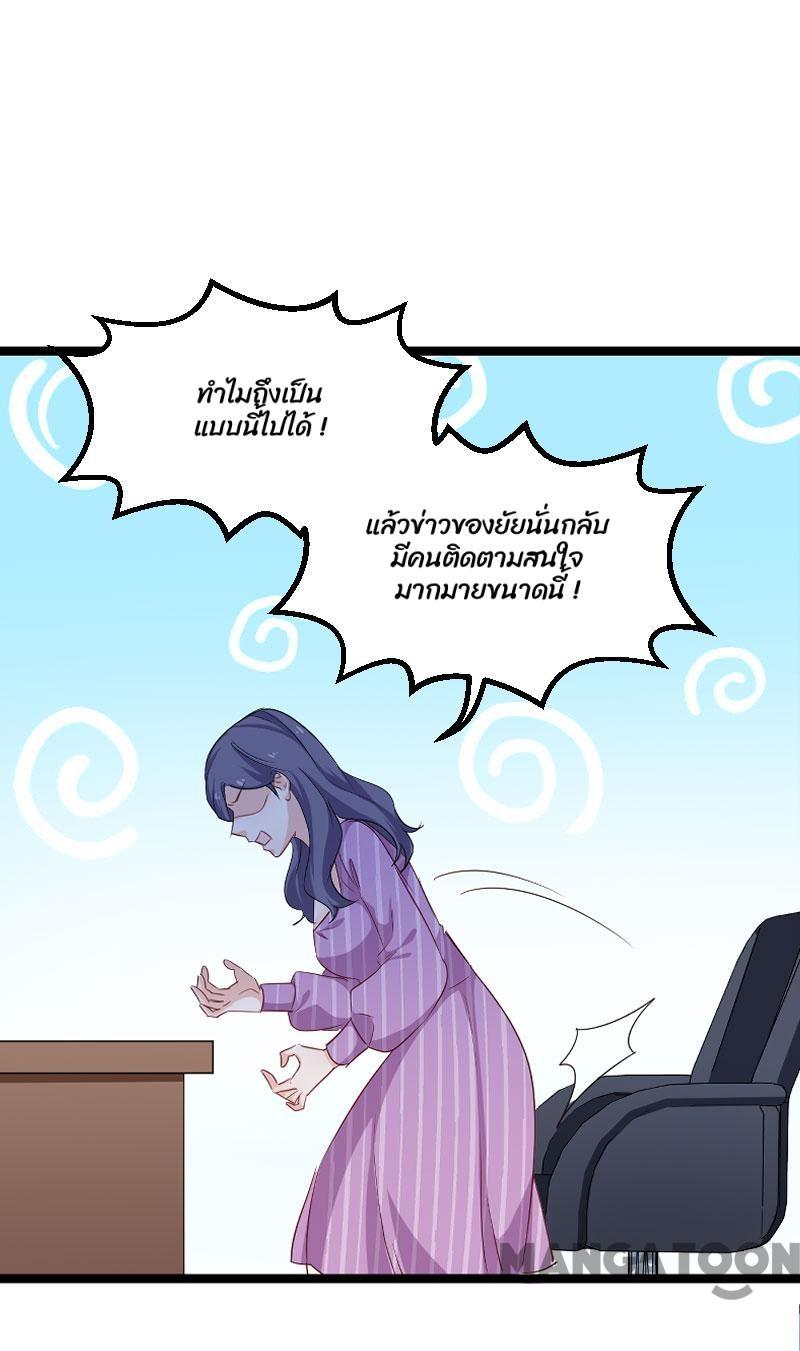 ทำไมถึงเป็น
แบบนี้ไปได้ !
แล้วข่าวของยัยนั่นกลับ
มีคนติดตามสนใจ
มากมายขนาดนี้ !
MANGATOON